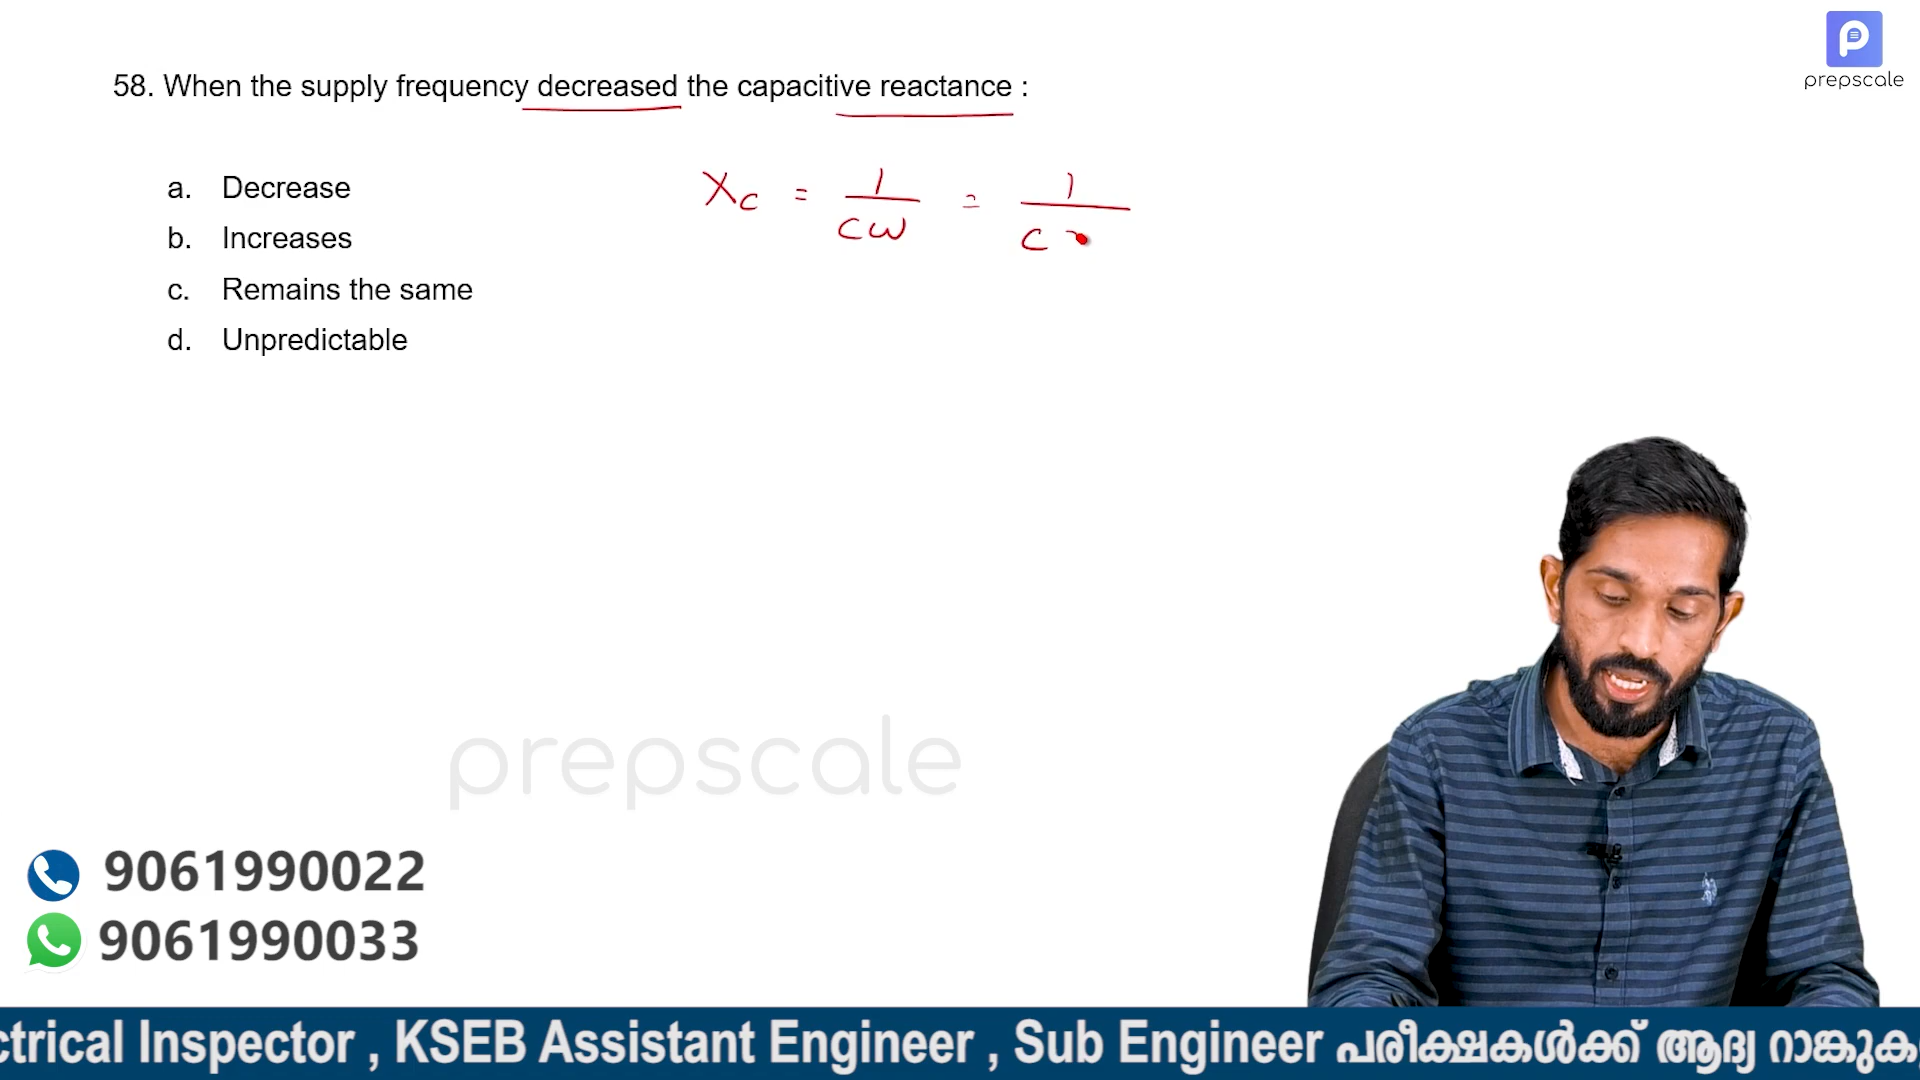 prepscale
58. When the supply frequency decreased the capacitive reactance :
a. Decrease
b. Increases
c. Remains the same
d. Unpredictable
Xc = 1/cω = 1/c
prepscale
9061990022
9061990033
ctrical Inspector , KSEB Assistant Engineer , Sub Engineer പരീക്ഷകൾക്ക് ആദ്യ റാങ്കുക